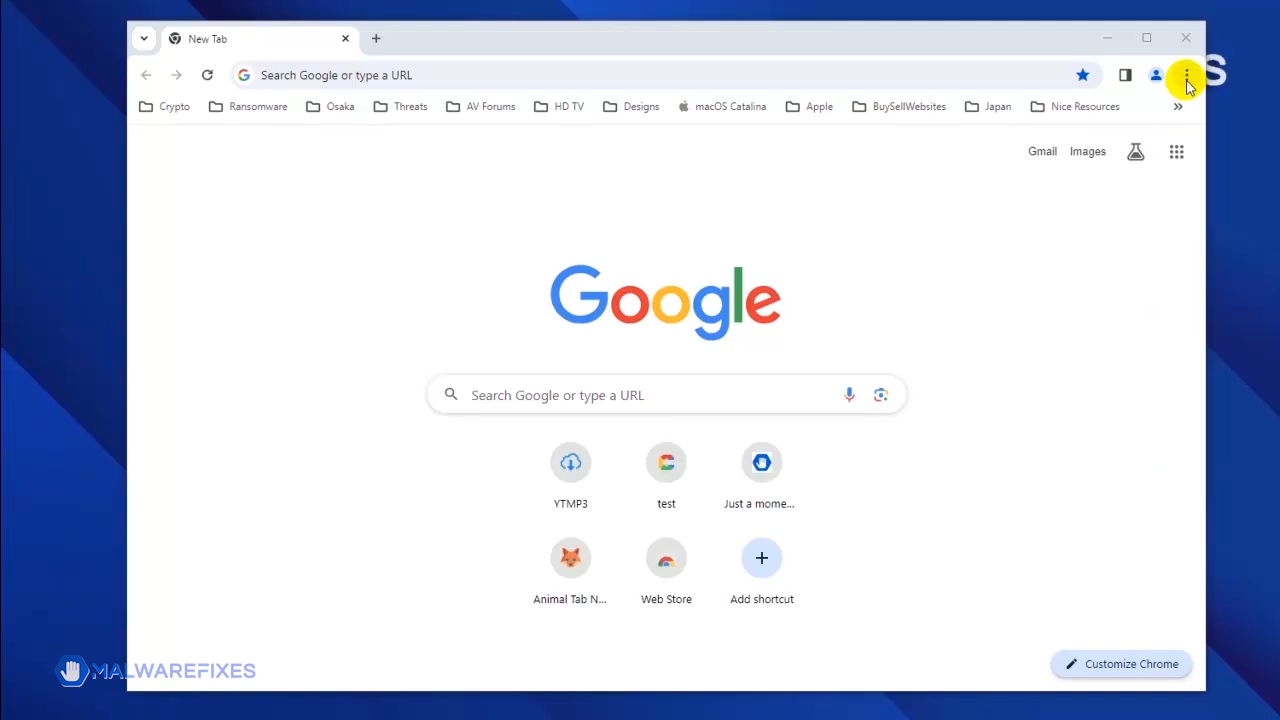 New Tab
Search Google or type a URL
Crypto Ransomware Osaka Threats AV Forums HD TV Designs macOS Catalina Apple BuySellWebsites Japan Nice Resources
S
Gmail Images
Google
Search Google or type a URL
YTMP3 test Just a mome...
Animal Tab N... Web Store Add shortcut
Customize Chrome
MALWAREFIXES